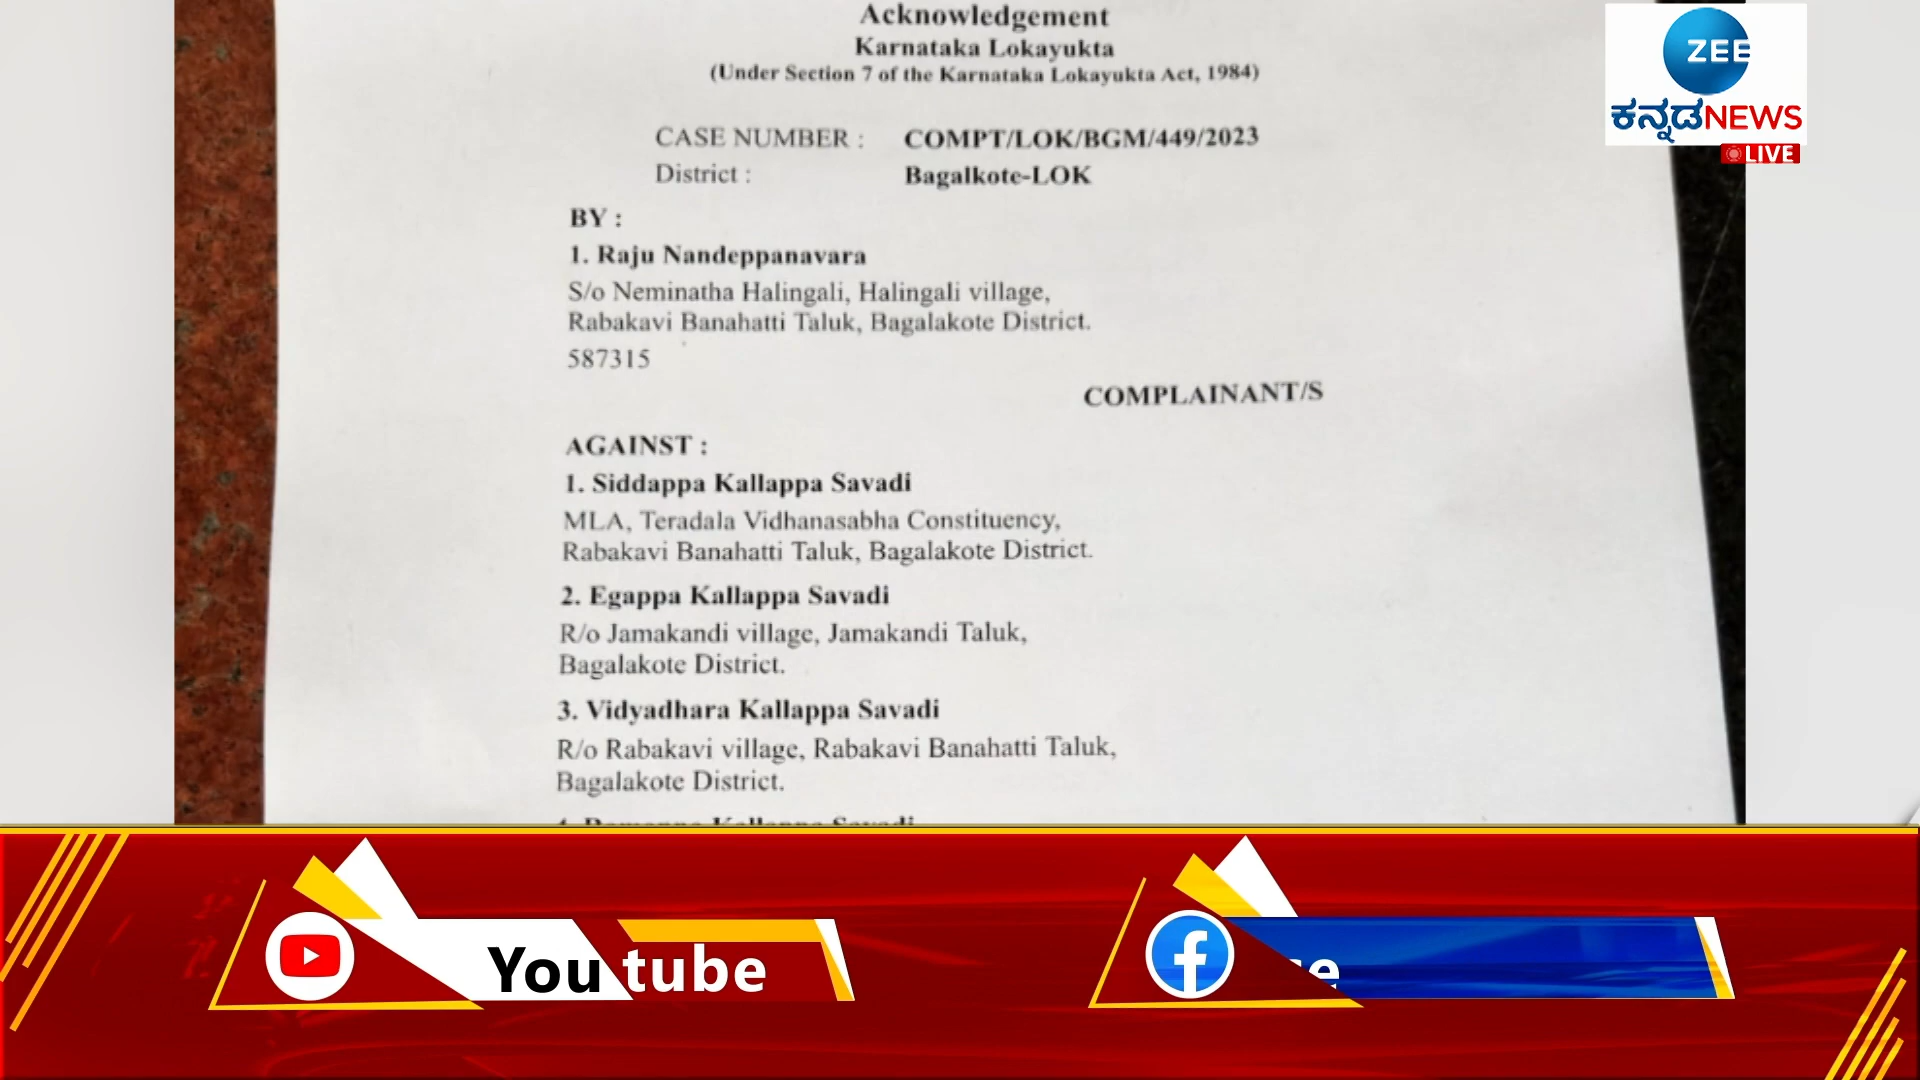 Acknowledgement
Karnataka Lokayukta
(Under Section 7 of the Karnataka Lokayukta Act, 1984)
ZEE
ಕನ್ನಡNEWS
LIVE
CASE NUMBER : COMPT/LOK/BGM/449/2023
District : Bagalkote-LOK
BY :
1. Raju Nandeppanavara
S/o Neminatha Halingali, Halingali village,
Rabakavi Banahatti Taluk, Bagalakote District.
587315
COMPLAINANT/S
AGAINST :
1. Siddappa Kallappa Savadi
MLA, Teradala Vidhanasabha Constituency,
Rabakavi Banahatti Taluk, Bagalakote District.
2. Egappa Kallappa Savadi
R/o Jamakandi village, Jamakandi Taluk,
Bagalakote District.
3. Vidyadhara Kallappa Savadi
R/o Rabakavi village, Rabakavi Banahatti Taluk,
Bagalakote District.
Kallappa Savadi
You tube